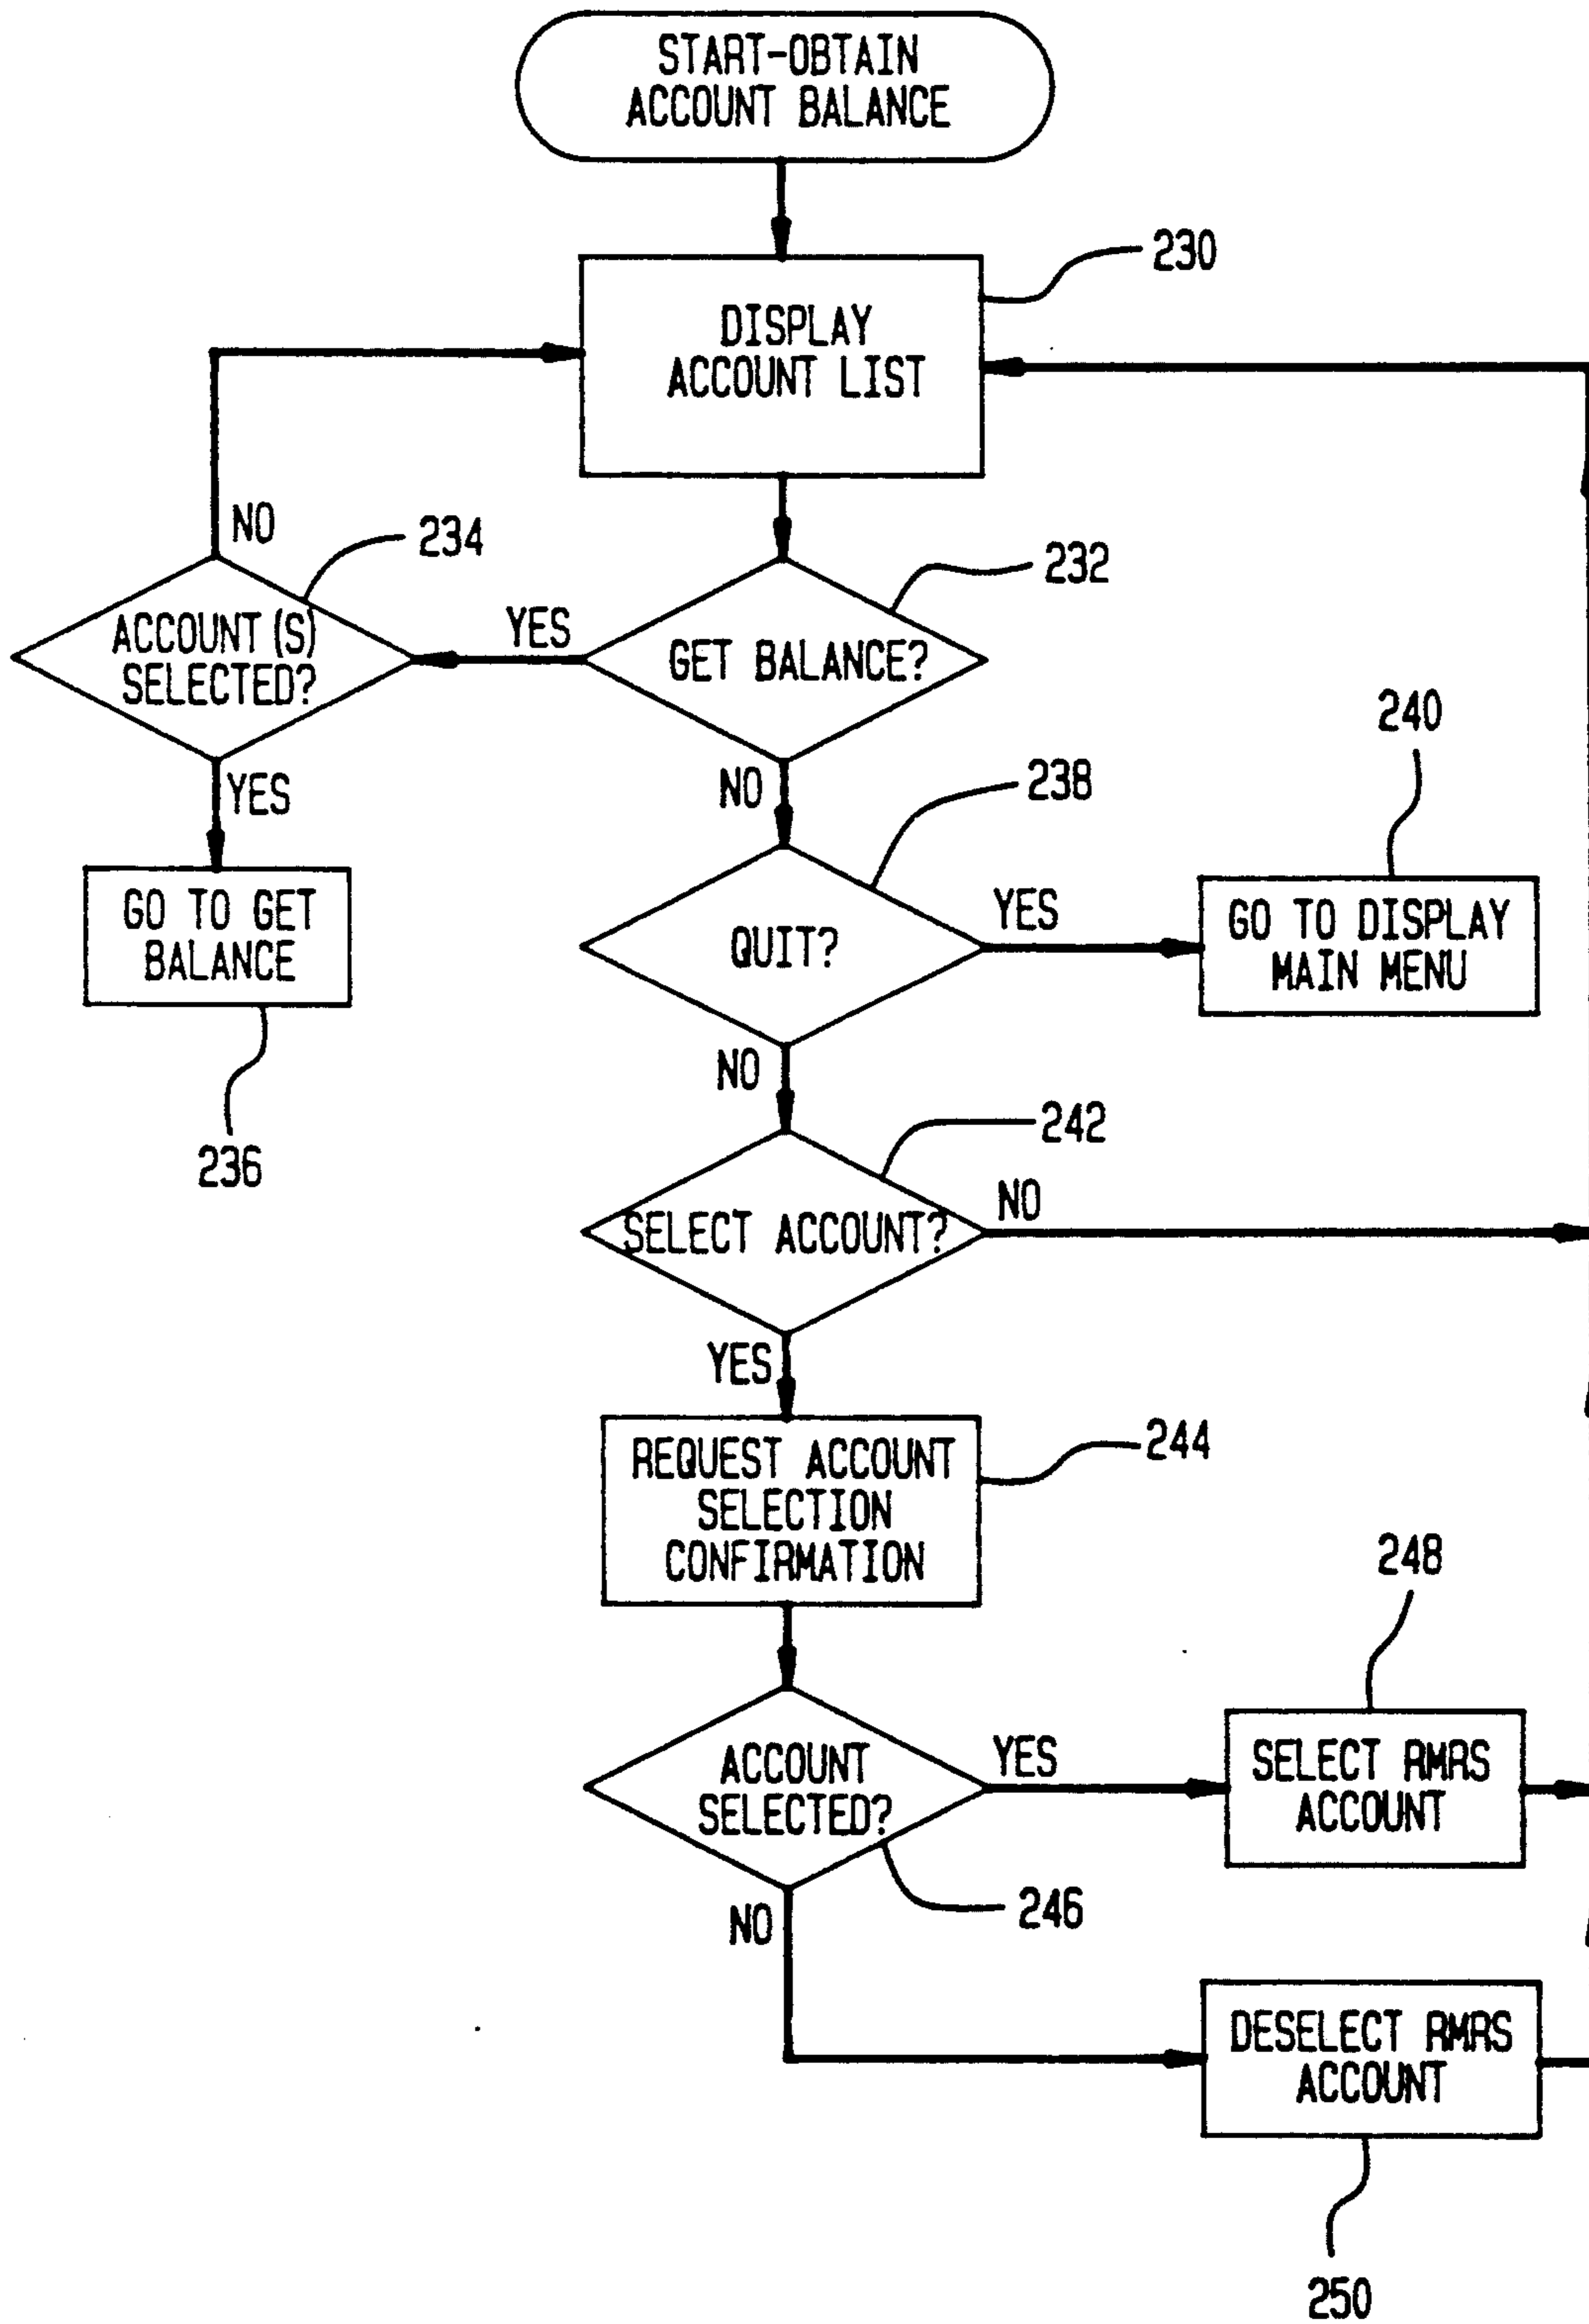 START-OBTAIN
ACCOUNT BALANCE
230
DISPLAY
ACCOUNT LIST
NO
234
232
ACCOUNT(S)
SELECTED?
YES
GET BALANCE?
240
YES
NO
238
GO TO GET
BALANCE
QUIT?
YES
GO TO DISPLAY
MAIN MENU
236
NO
242
SELECT ACCOUNT?
NO
YES
REQUEST ACCOUNT
SELECTION
CONFIRMATION
244
248
ACCOUNT
SELECTED?
YES
SELECT RMRS
ACCOUNT
246
NO
DESELECT RMRS
ACCOUNT
250